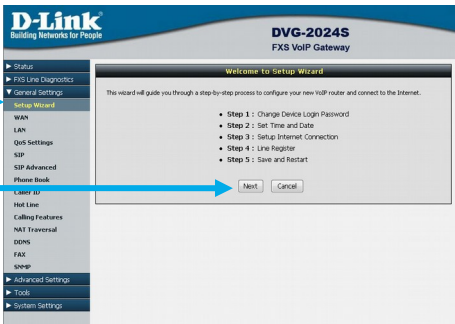 D-Link
Building Networks for People
DVG-2024S
FXS VoIP Gateway
Status
FXS Line Diagnostics
General Settings
Setup Wizard
WAN
LAN
QoS Settings
SIP
SIP Advanced
Phone Book
Caller ID
Hot Line
Calling Features
NAT Traversal
DDNS
FAX
SNMP
Advanced Settings
Tools
System Settings
Welcome to Setup Wizard
This wizard will guide you through a step-by-step process to configure your new VoIP router and connect to the Internet.
• Step 1 : Change Device Login Password
• Step 2 : Set Time and Date
• Step 3 : Setup Internet Connection
• Step 4 : Line Register
• Step 5 : Save and Restart
Next Cancel